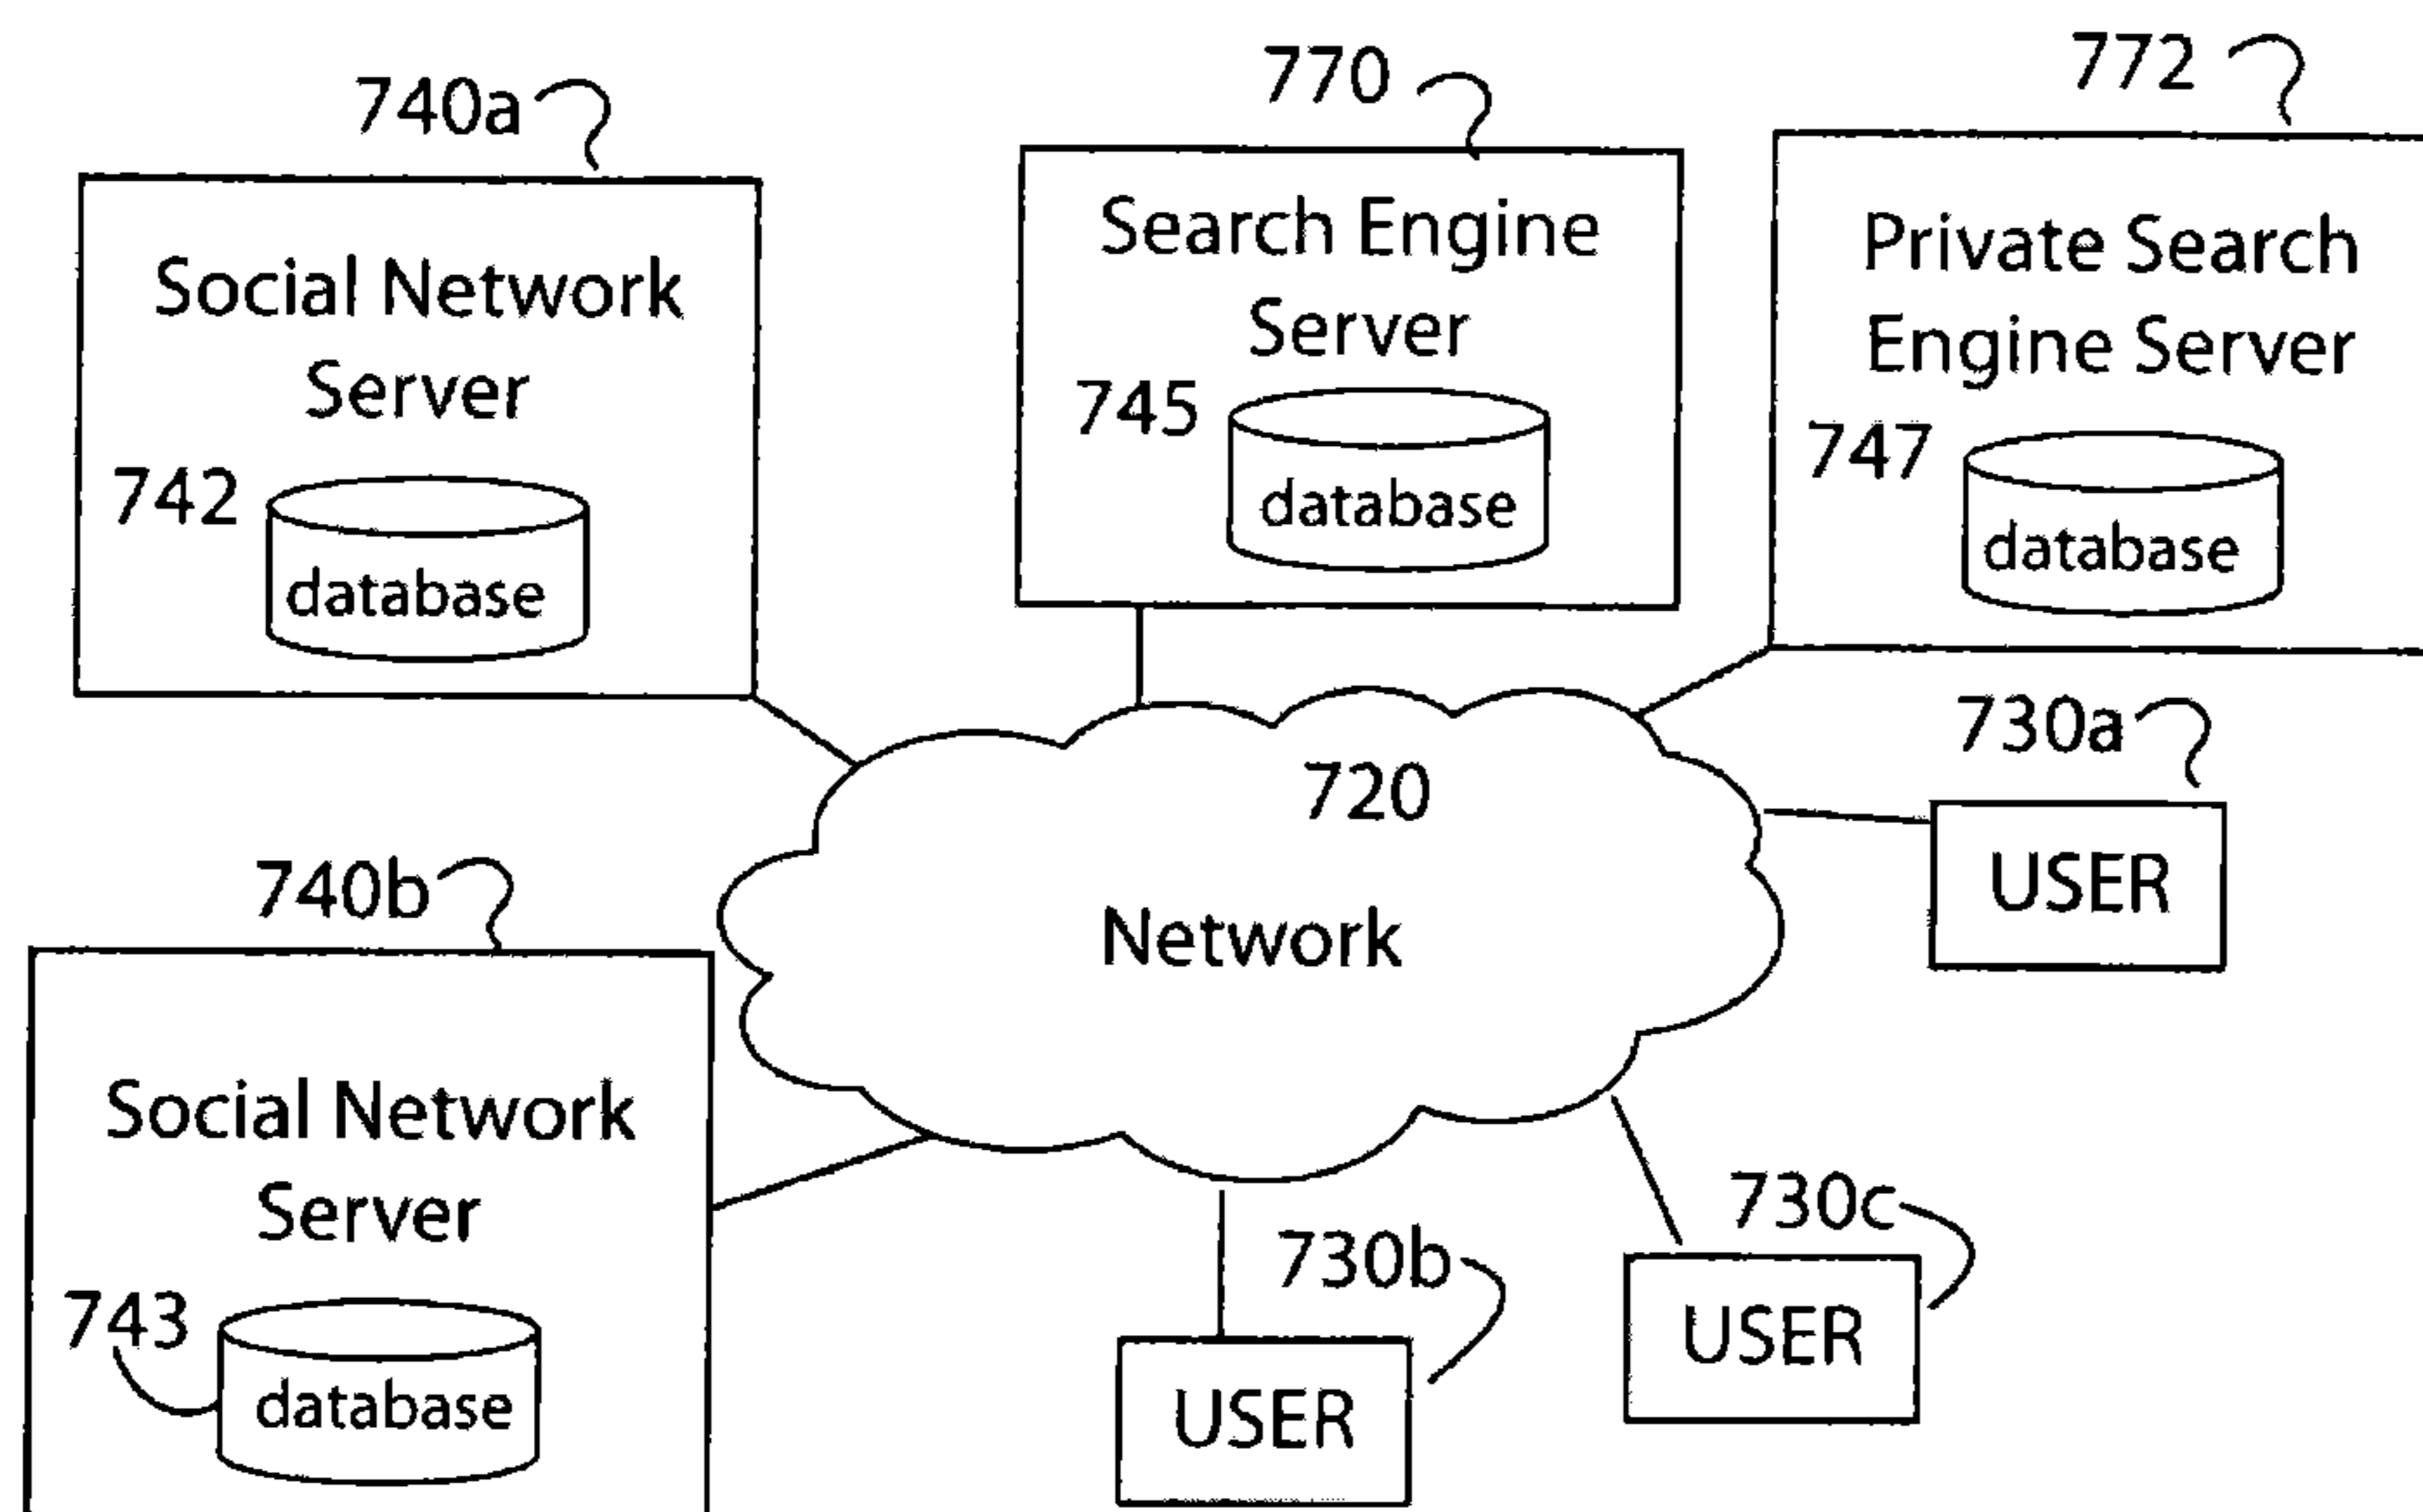 740a
Social Network
Server
742
database
770
Search Engine
Server
745
database
772
Private Search
Engine Server
747
database
720
Network
730a
USER
740b
Social Network
Server
743
database
730b
USER
730c
USER